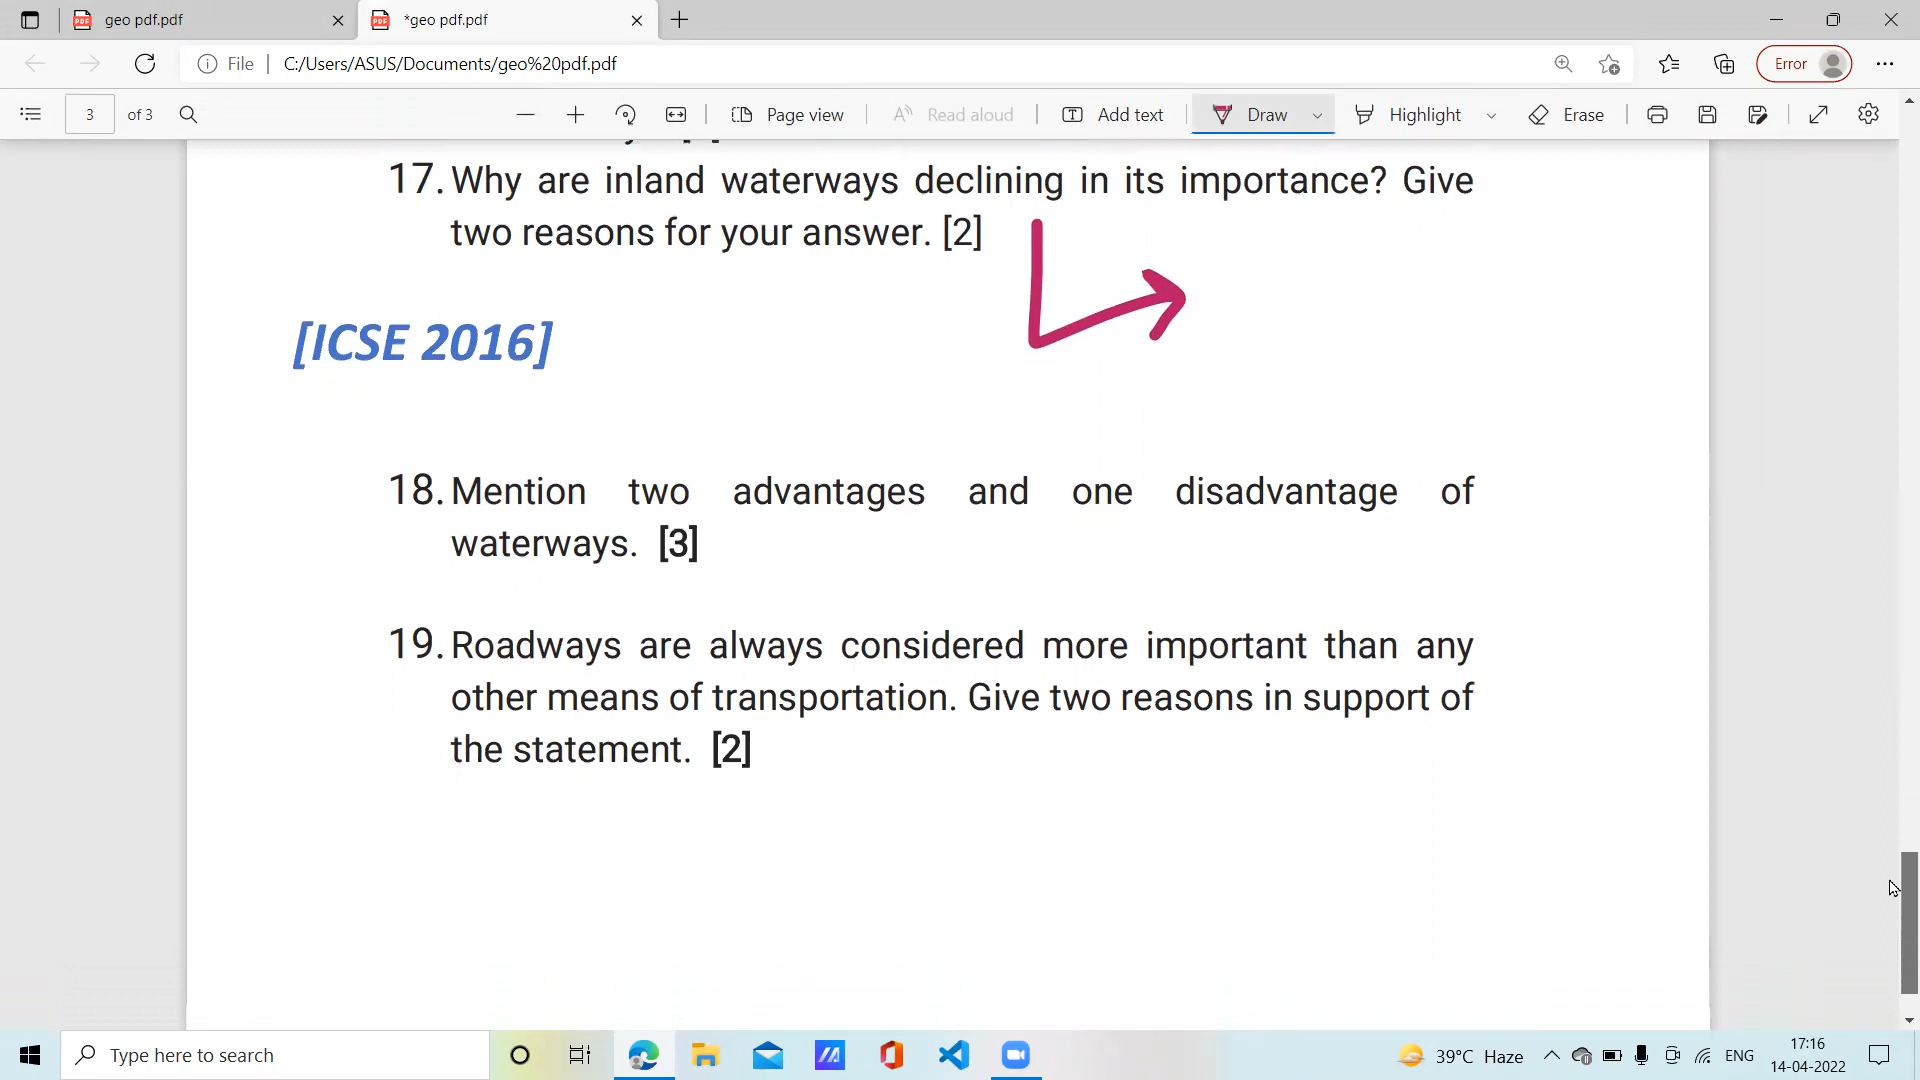 geo pdf.pdf
*geo pdf.pdf
File
C:/Users/ASUS/Documents/geo%20pdf.pdf
Error
3 of 3
Page view
Read aloud
Add text
Draw
Highlight
Erase
17. Why are inland waterways declining in its importance? Give
two reasons for your answer. [2]
[ICSE 2016]
18. Mention two advantages and one disadvantage of
waterways. [3]
19. Roadways are always considered more important than any
other means of transportation. Give two reasons in support of
the statement. [2]
Type here to search
39°C Haze
ENG
17:16
14-04-2022